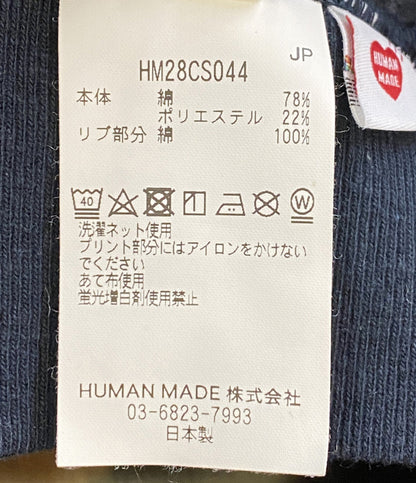 JP
HUMAN
MADE
HM28CS044
本体 綿 78%
ポリエステル 22%
リブ部分 綿 100%
40 W
洗濯ネット使用
プリント部分にはアイロンをかけない
でください
あて布使用
蛍光増白剤使用禁止
HUMAN MADE 株式会社
03-6823-7993
日本製